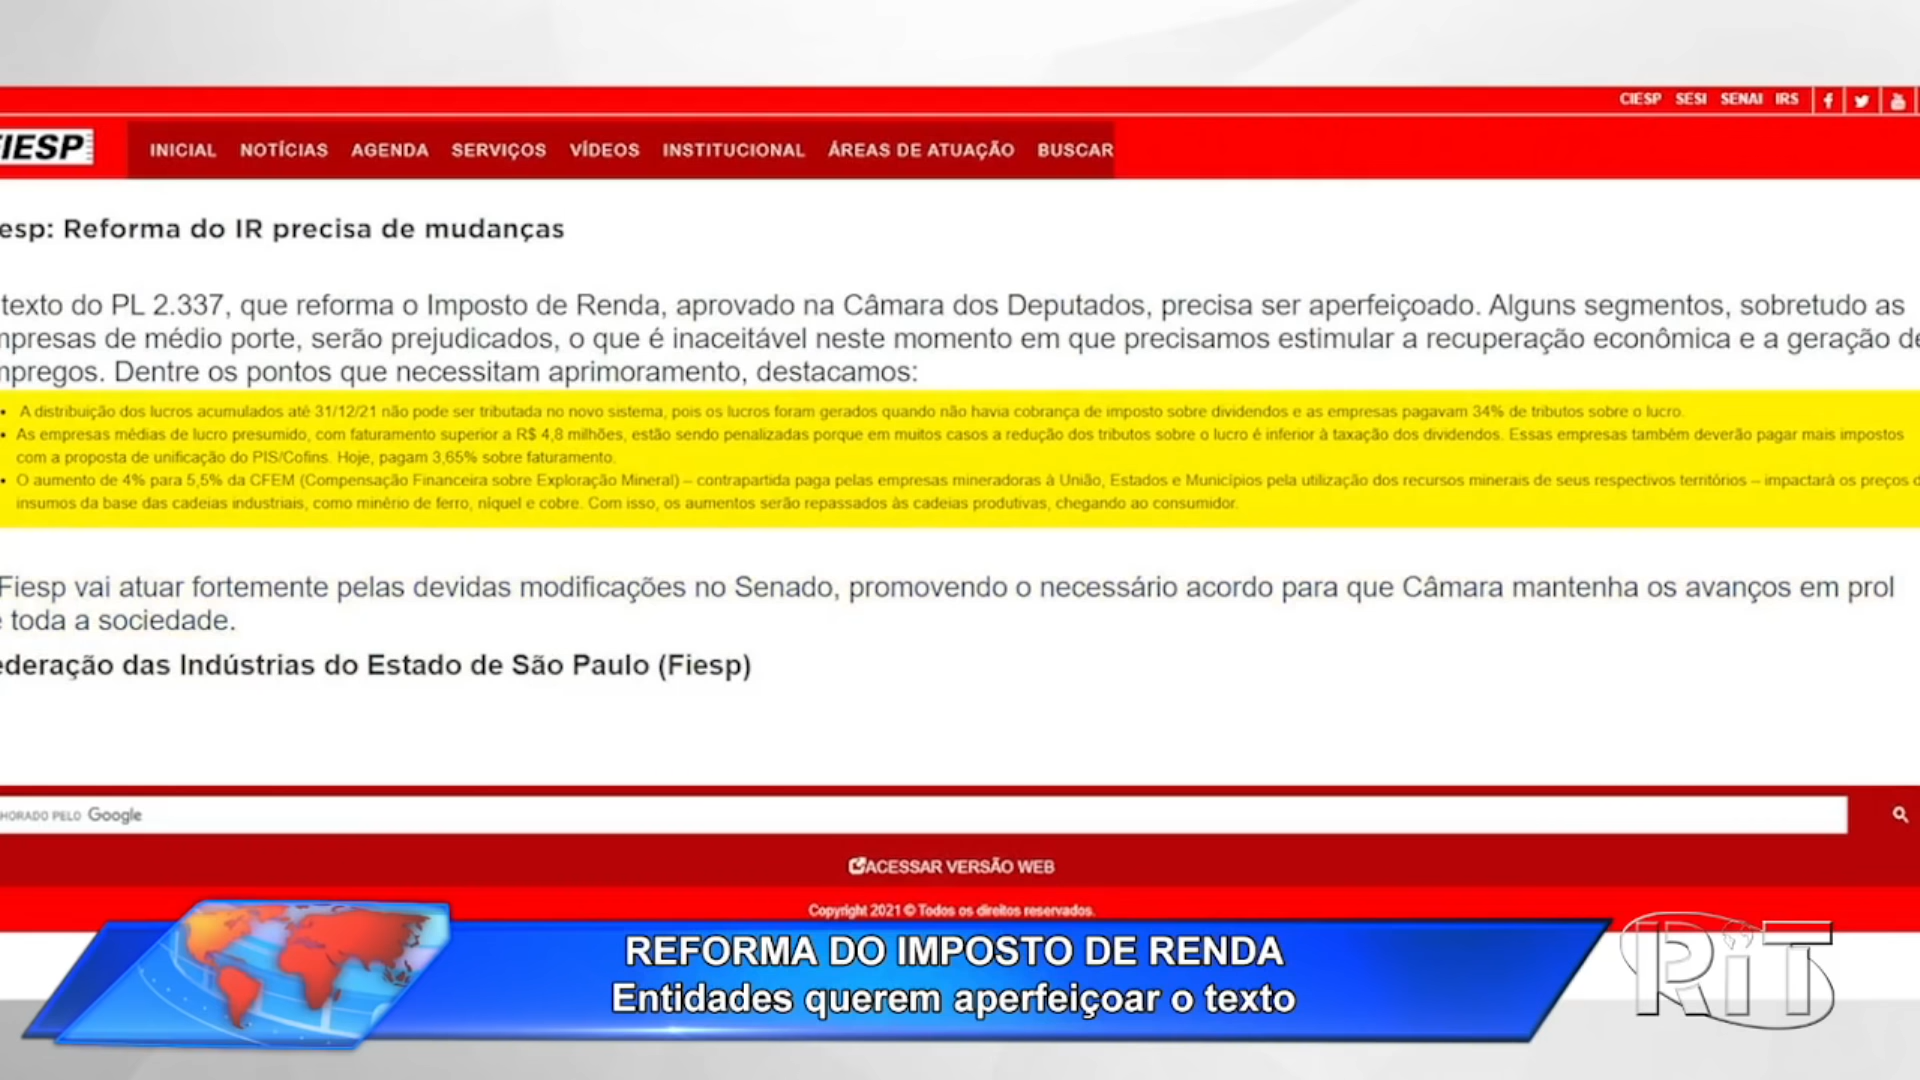 CIESP SESI SENAI IRS
FIESP INICIAL NOTÍCIAS AGENDA SERVIÇOS VÍDEOS INSTITUCIONAL ÁREAS DE ATUAÇÃO BUSCAR
esp: Reforma do IR precisa de mudanças
texto do PL 2.337, que reforma o Imposto de Renda, aprovado na Câmara dos Deputados, precisa ser aperfeiçoado. Alguns segmentos, sobretudo as
mpresas de médio porte, serão prejudicados, o que é inaceitável neste momento em que precisamos estimular a recuperação econômica e a geração de
mpregos. Dentre os pontos que necessitam aprimoramento, destacamos:
• A distribuição dos lucros acumulados até 31/12/21 não pode ser tributada no novo sistema, pois os lucros foram gerados quando não havia cobrança de imposto sobre dividendos e as empresas pagavam 34% de tributos sobre o lucro.
• As empresas médias de lucro presumido, com faturamento superior a R$ 4,8 milhões, estão sendo penalizadas porque em muitos casos a redução dos tributos sobre o lucro é inferior à taxação dos dividendos. Essas empresas também deverão pagar mais impostos
com a proposta de unificação do PIS/Cofins. Hoje, pagam 3,65% sobre faturamento.
• O aumento de 4% para 5,5% da CFEM (Compensação Financeira sobre Exploração Mineral) – contrapartida paga pelas empresas mineradoras à União, Estados e Municípios pela utilização dos recursos minerais de seus respectivos territórios – impactará os preços d
insumos da base das cadeias industriais, como minério de ferro, níquel e cobre. Com isso, os aumentos serão repassados às cadeias produtivas, chegando ao consumidor.
Fiesp vai atuar fortemente pelas devidas modificações no Senado, promovendo o necessário acordo para que Câmara mantenha os avanços em prol
e toda a sociedade.
ederação das Indústrias do Estado de São Paulo (Fiesp)
HORADO PELO Google
ACESSAR VERSÃO WEB
Copyright 2021 © Todos os direitos reservados.
REFORMA DO IMPOSTO DE RENDA
Entidades querem aperfeiçoar o texto
RiT